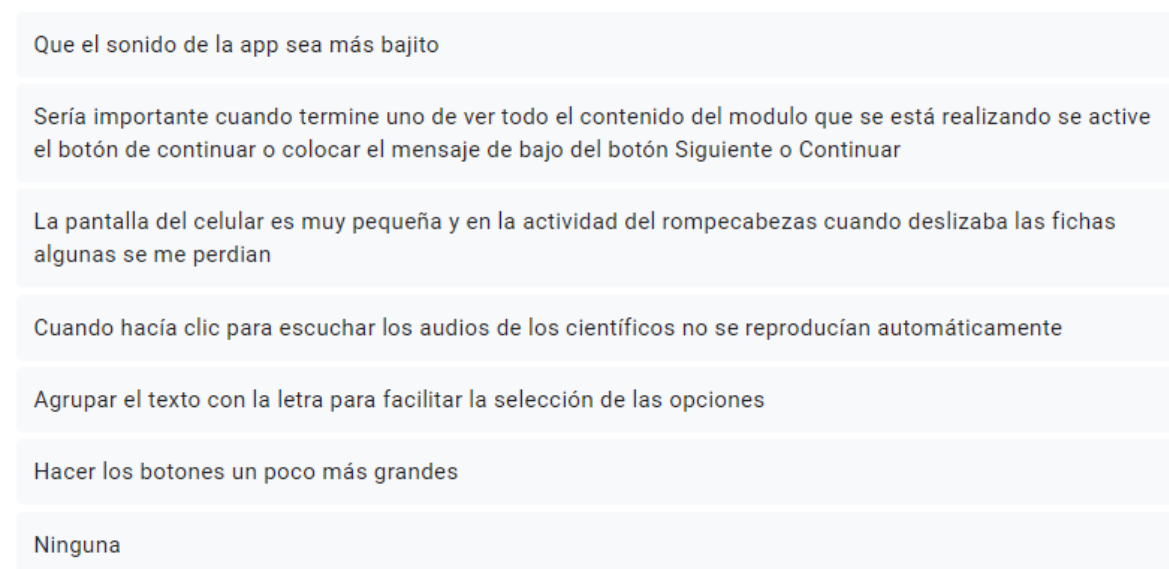 Que el sonido de la app sea más bajito
Sería importante cuando termine uno de ver todo el contenido del modulo que se está realizando se active
el botón de continuar o colocar el mensaje de bajo del botón Siguiente o Continuar
La pantalla del celular es muy pequeña y en la actividad del rompecabezas cuando deslizaba las fichas
algunas se me perdian
Cuando hacía clic para escuchar los audios de los científicos no se reproducían automáticamente
Agrupar el texto con la letra para facilitar la selección de las opciones
Hacer los botones un poco más grandes
Ninguna